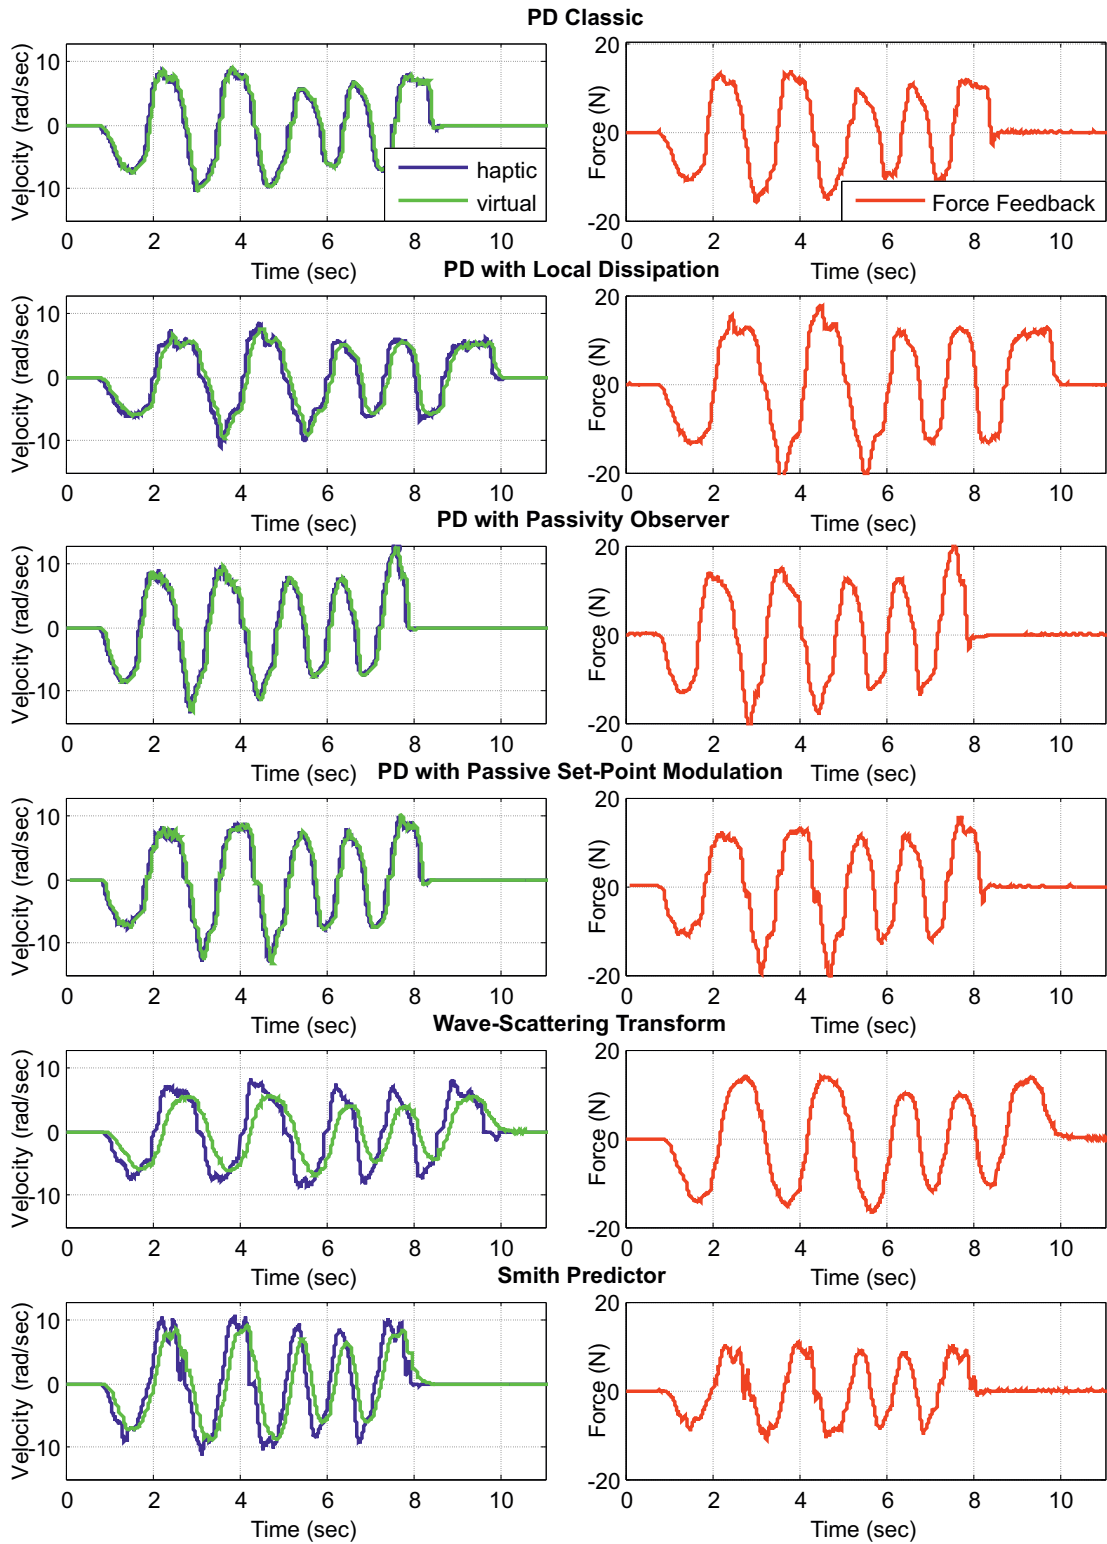 PD Classic
Velocity (rad/sec)
10
0
-10
haptic
virtual
0 2 4 6 8 10
Time (sec)
Force (N)
20
0
-20
Force Feedback
0 2 4 6 8 10
Time (sec)
PD with Local Dissipation
Velocity (rad/sec)
10
0
-10
0 2 4 6 8 10
Time (sec)
Force (N)
20
0
-20
0 2 4 6 8 10
Time (sec)
PD with Passivity Observer
Velocity (rad/sec)
10
0
-10
0 2 4 6 8 10
Time (sec)
Force (N)
20
0
-20
0 2 4 6 8 10
Time (sec)
PD with Passive Set-Point Modulation
Velocity (rad/sec)
10
0
-10
0 2 4 6 8 10
Time (sec)
Force (N)
20
0
-20
0 2 4 6 8 10
Time (sec)
Wave-Scattering Transform
Velocity (rad/sec)
10
0
-10
0 2 4 6 8 10
Time (sec)
Force (N)
20
0
-20
0 2 4 6 8 10
Time (sec)
Smith Predictor
Velocity (rad/sec)
10
0
-10
0 2 4 6 8 10
Time (sec)
Force (N)
20
0
-20
0 2 4 6 8 10
Time (sec)